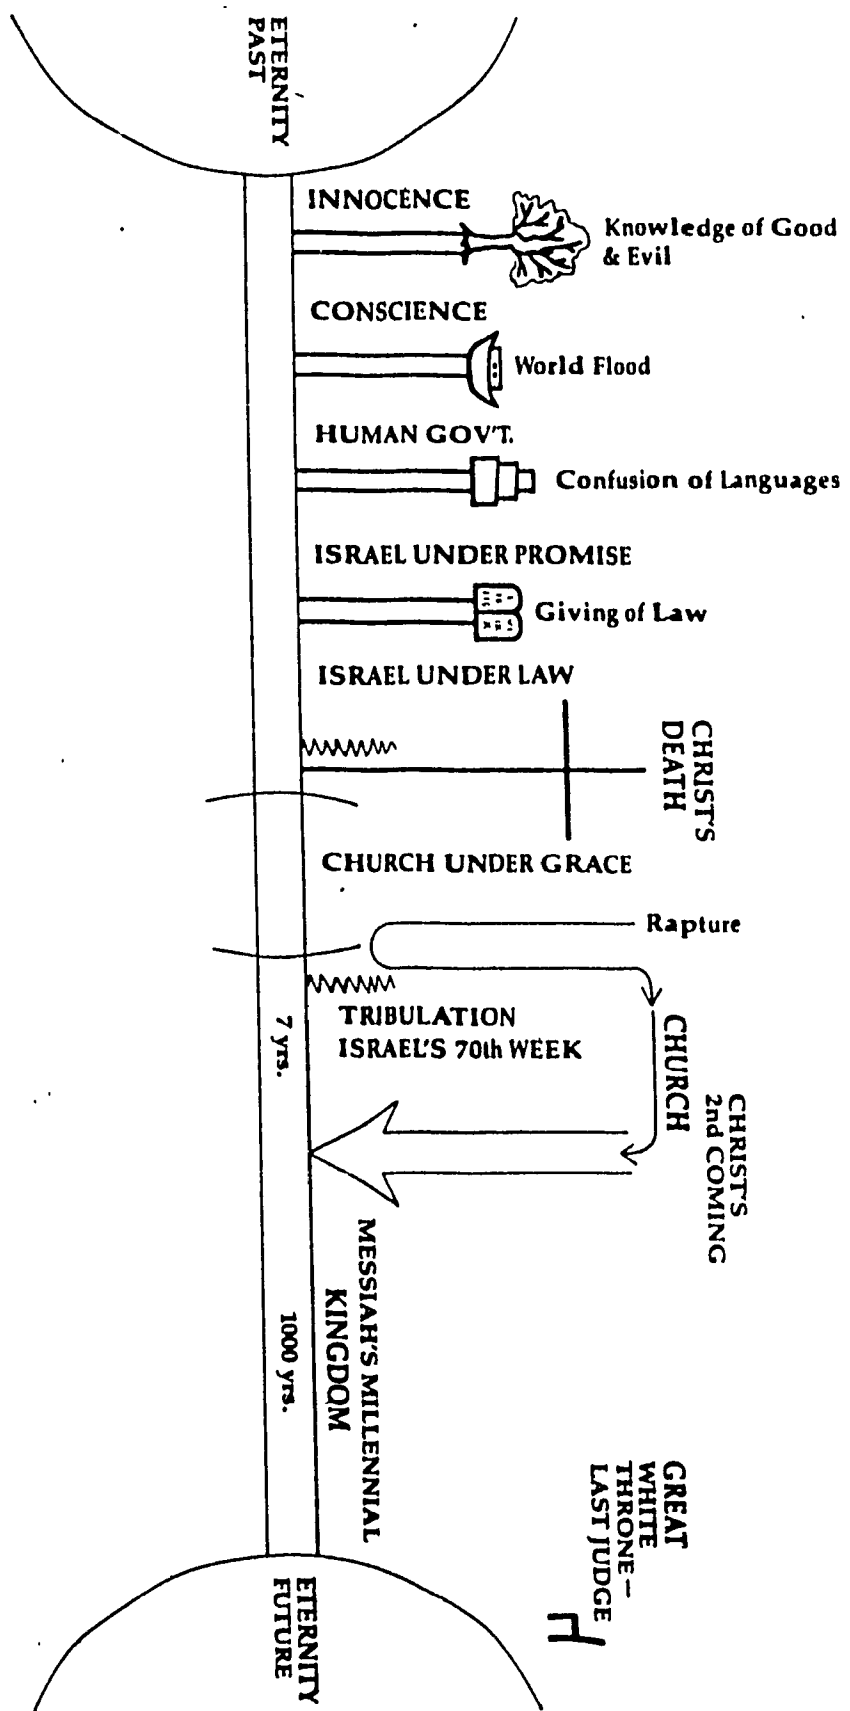 ETERNITY
PAST
INNOCENCE
Knowledge of Good
& Evil
CONSCIENCE
World Flood
HUMAN GOV'T.
Confusion of Languages
ISRAEL UNDER PROMISE
Giving of Law
ISRAEL UNDER LAW
CHRIST'S
DEATH
CHURCH UNDER GRACE
Rapture
TRIBULATION
ISRAEL'S 70th WEEK
7 yrs.
CHURCH
CHRIST'S
2nd COMING
MESSIAH'S MILLENNIAL
KINGDOM
1000 yrs.
GREAT
WHITE
THRONE—
LAST JUDGE
ETERNITY
FUTURE